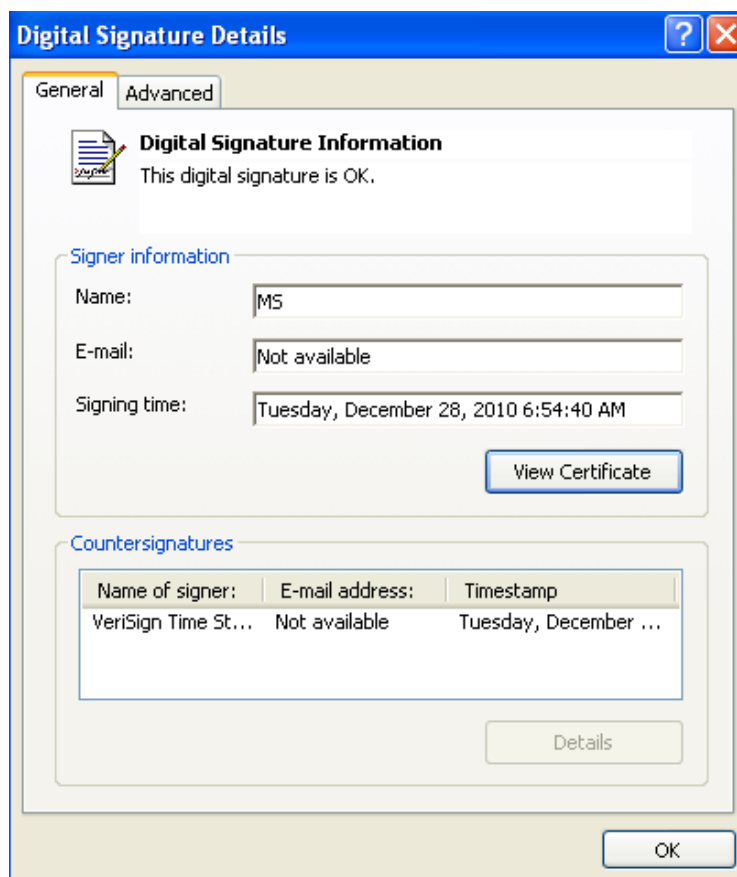 Digital Signature Details
General Advanced
Digital Signature Information
This digital signature is OK.
Signer information
Name: MS
E-mail: Not available
Signing time: Tuesday, December 28, 2010 6:54:40 AM
View Certificate
Countersignatures
Name of signer: E-mail address: Timestamp
VeriSign Time St... Not available Tuesday, December ...
Details
OK